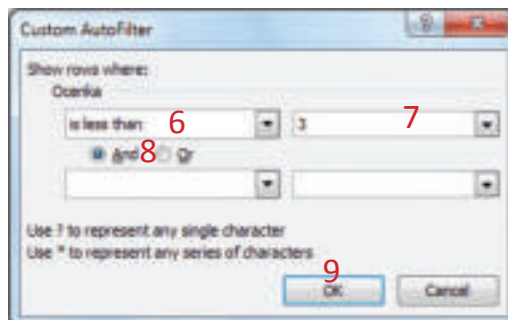 Custom AutoFilter
Show rows where:
Ocenka
is less than 6 3 7
And 8 Or
Use ? to represent any single character
Use * to represent any series of characters
9
OK Cancel